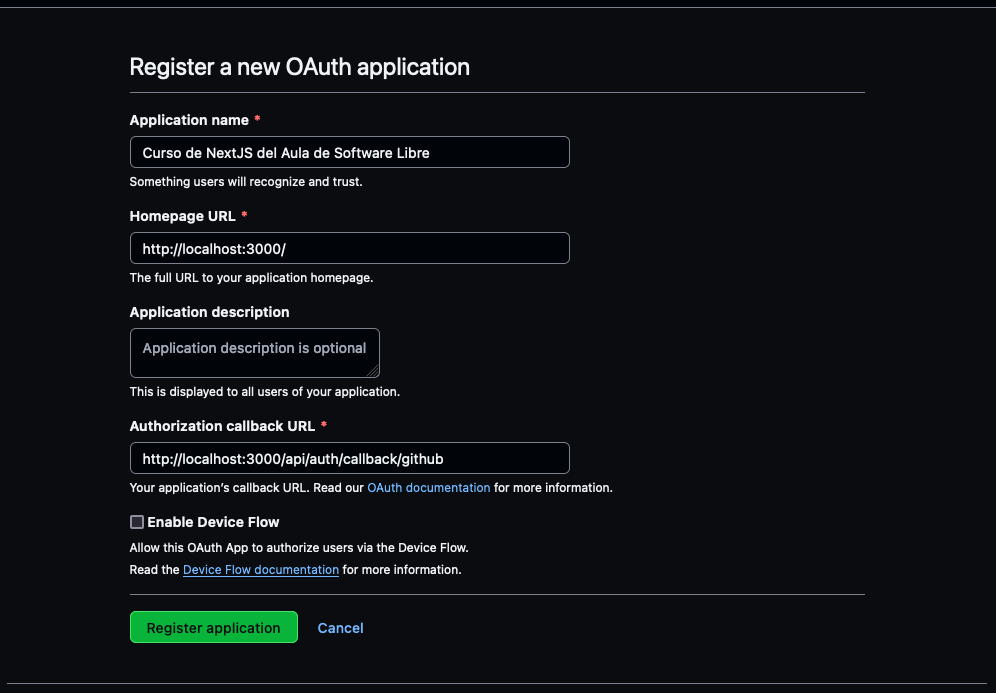 Register a new OAuth application
Application name *
Curso de NextJS del Aula de Software Libre
Something users will recognize and trust.
Homepage URL *
http://localhost:3000/
The full URL to your application homepage.
Application description
Application description is optional
This is displayed to all users of your application.
Authorization callback URL *
http://localhost:3000/api/auth/callback/github
Your application’s callback URL. Read our OAuth documentation for more information.
Enable Device Flow
Allow this OAuth App to authorize users via the Device Flow.
Read the Device Flow documentation for more information.
Register application Cancel